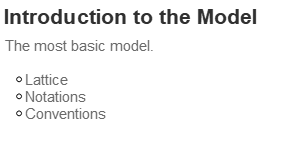 Introduction to the Model
The most basic model.
Lattice
Notations
Conventions